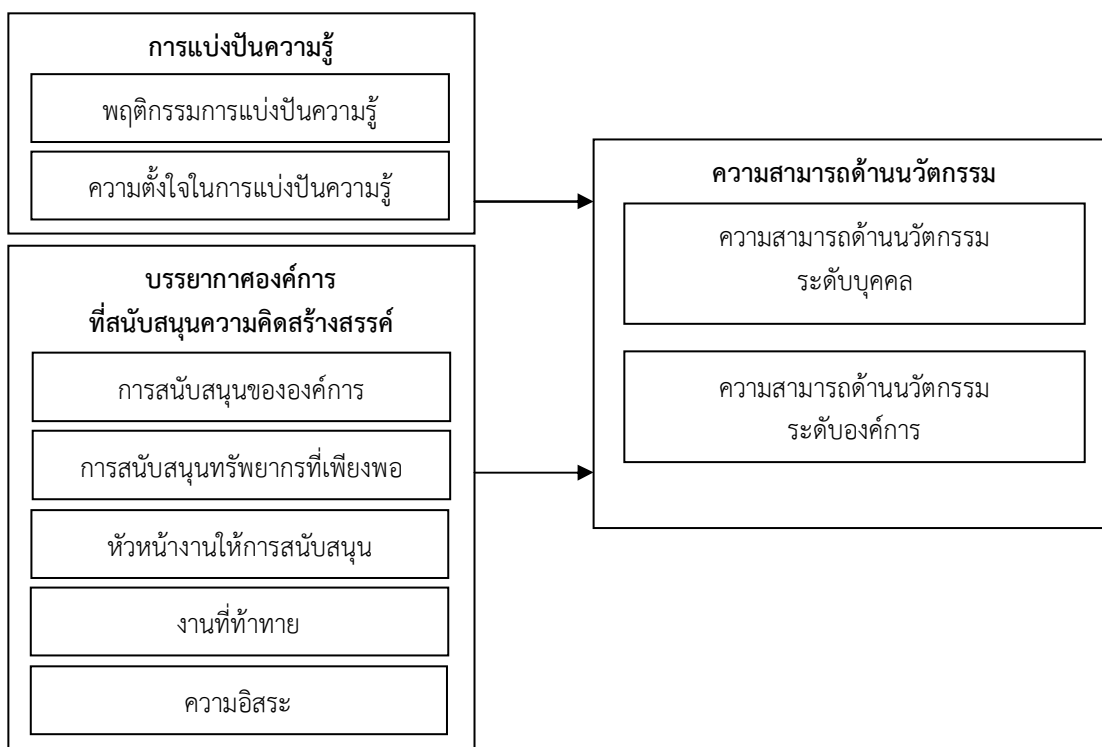 การแบ่งปันความรู้
พฤติกรรมการแบ่งปันความรู้
ความตั้งใจในการแบ่งปันความรู้
บรรยากาศองค์การ
ที่สนับสนุนความคิดสร้างสรรค์
การสนับสนุนขององค์การ
การสนับสนุนทรัพยากรที่เพียงพอ
หัวหน้างานให้การสนับสนุน
งานที่ท้าทาย
ความอิสระ
ความสามารถด้านนวัตกรรม
ความสามารถด้านนวัตกรรม
ระดับบุคคล
ความสามารถด้านนวัตกรรม
ระดับองค์การ